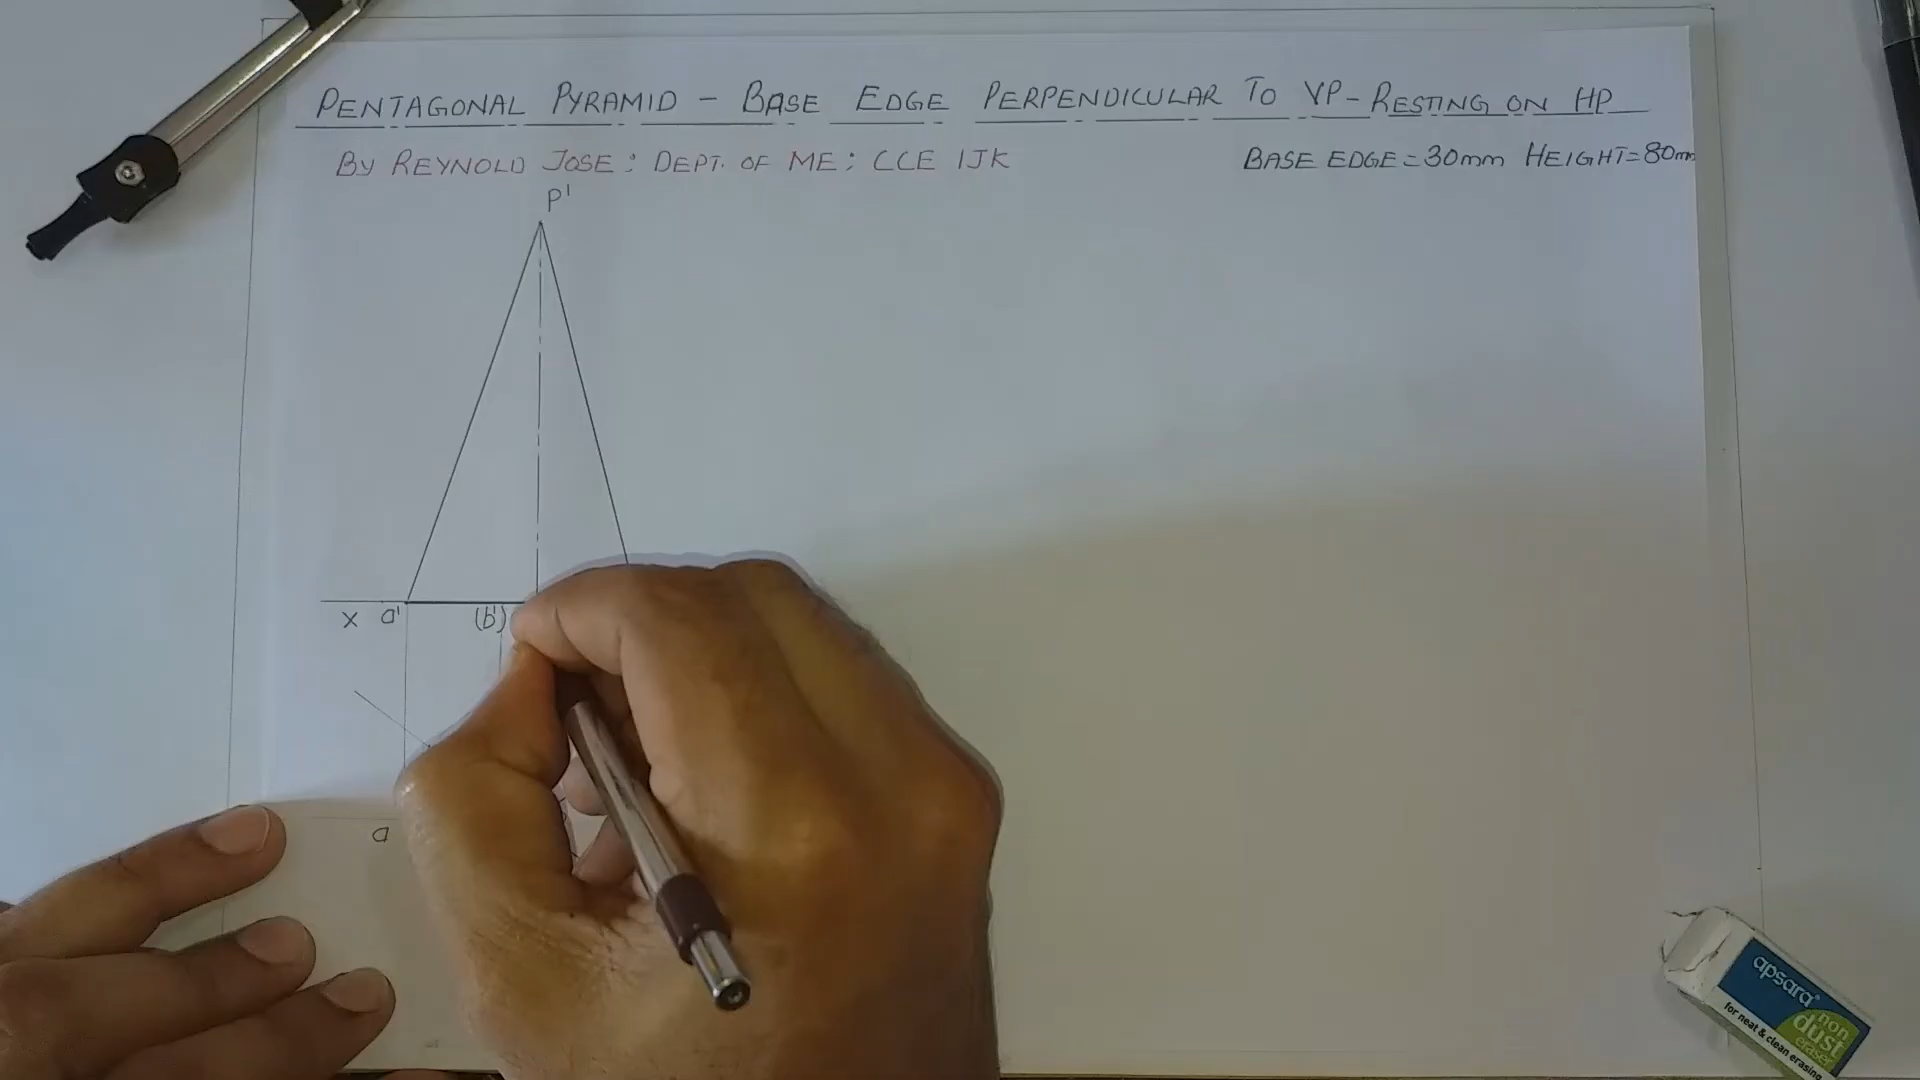 PENTAGONAL PYRAMID - BASE EDGE PERPENDICULAR TO VP - RESTING ON HP
BY REYNOLD JOSE : DEPT. OF ME ; CCE IJK
BASE EDGE = 30mm HEIGHT = 80m
P'
X a' (b')
a
apsara
non
dust
eraser
for neat & clean erasing